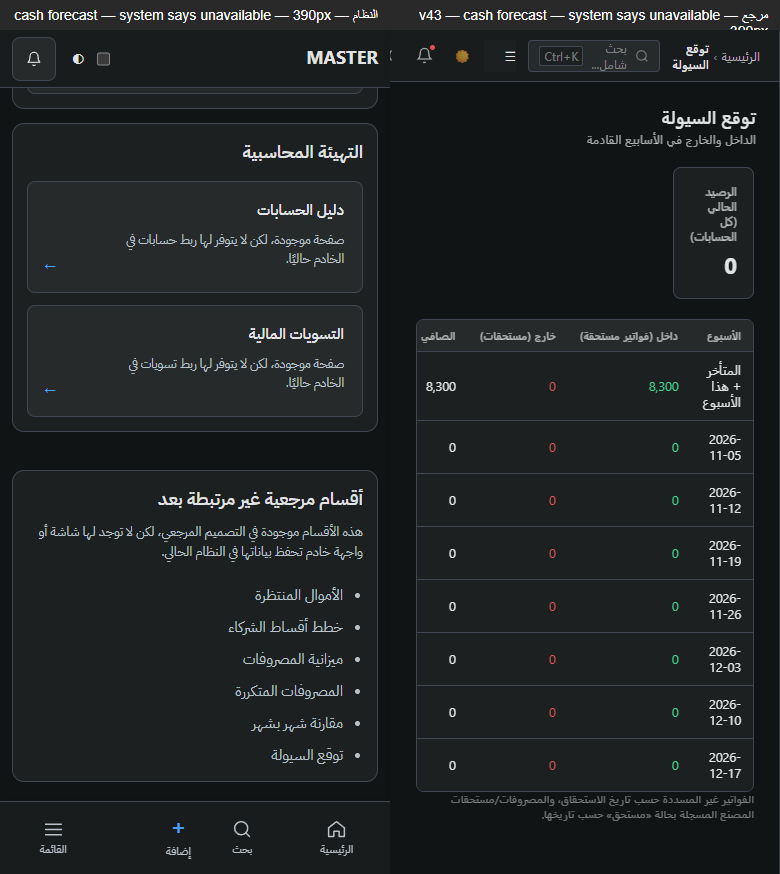 النظام — cash forecast — system says unavailable — 390px
MASTER
التهيئة المحاسبية
دليل الحسابات
صفحة موجودة، لكن لا يتوفر لها ربط حسابات في
الخادم حاليًا.
←
التسويات المالية
صفحة موجودة، لكن لا يتوفر لها ربط تسويات في
الخادم حاليًا.
←
أقسام مرجعية غير مرتبطة بعد
هذه الأقسام موجودة في التصميم المرجعي، لكن لا توجد لها شاشة أو
واجهة خادم تحفظ بياناتها في النظام الحالي.
• الأموال المنتظرة
• خطط أقساط الشركاء
• ميزانية المصروفات
• المصروفات المتكررة
• مقارنة شهر بشهر
• توقع السيولة
الرئيسية
بحث
إضافة
القائمة
مرجع v43 — cash forecast — system says unavailable —
390px
الرئيسية › توقع
السيولة
بحث
شامل...
Ctrl+K
توقع السيولة
الداخل والخارج في الأسابيع القادمة
الرصيد
الحالي
(كل
الحسابات)
0
الأسبوع داخل (فواتير مستحقة) خارج (مستحقات) الصافي
المتأخر
+ هذا
الأسبوع
8,300 0 8,300
2026-
11-05
0 0 0
2026-
11-12
0 0 0
2026-
11-19
0 0 0
2026-
11-26
0 0 0
2026-
12-03
0 0 0
2026-
12-10
0 0 0
2026-
12-17
0 0 0
الفواتير غير المسددة حسب تاريخ الاستحقاق، والمصروفات/مستحقات
المصنع المسجلة بحالة «مستحق» حسب تاريخها.